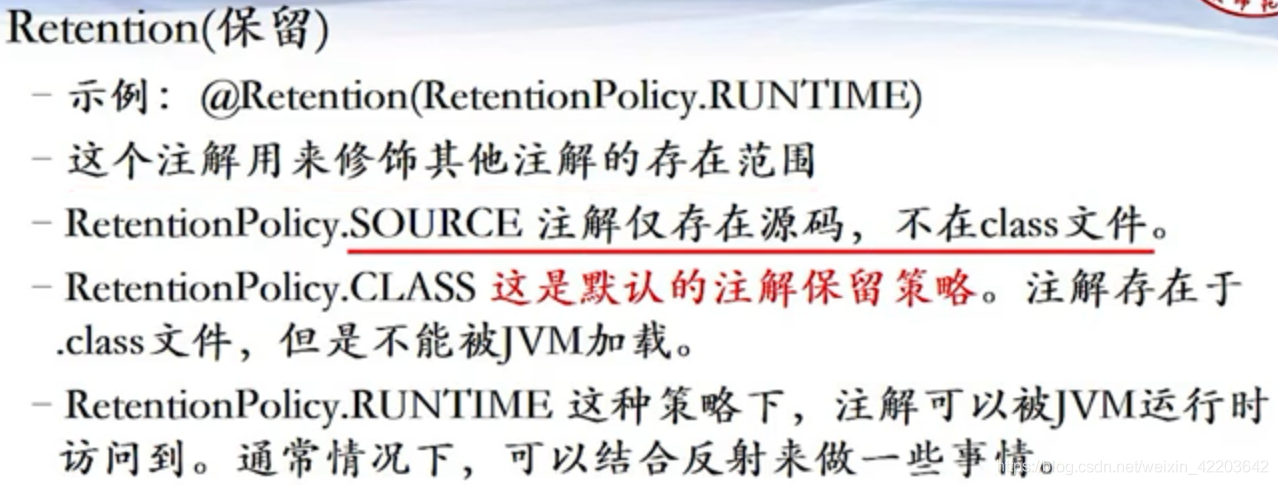 Retention(保留)
– 示例： @Retention(RetentionPolicy.RUNTIME)
– 这个注解用来修饰其他注解的存在范围
– RetentionPolicy.SOURCE 注解仅存在源码，不在class文件。
– RetentionPolicy.CLASS 这是默认的注解保留策略。注解存在于
.class文件，但是不能被JVM加载。
– RetentionPolicy.RUNTIME 这种策略下，注解可以被JVM运行时
访问到。通常情况下，可以结合反射来做一些事情。
https://blog.csdn.net/weixin_42203642